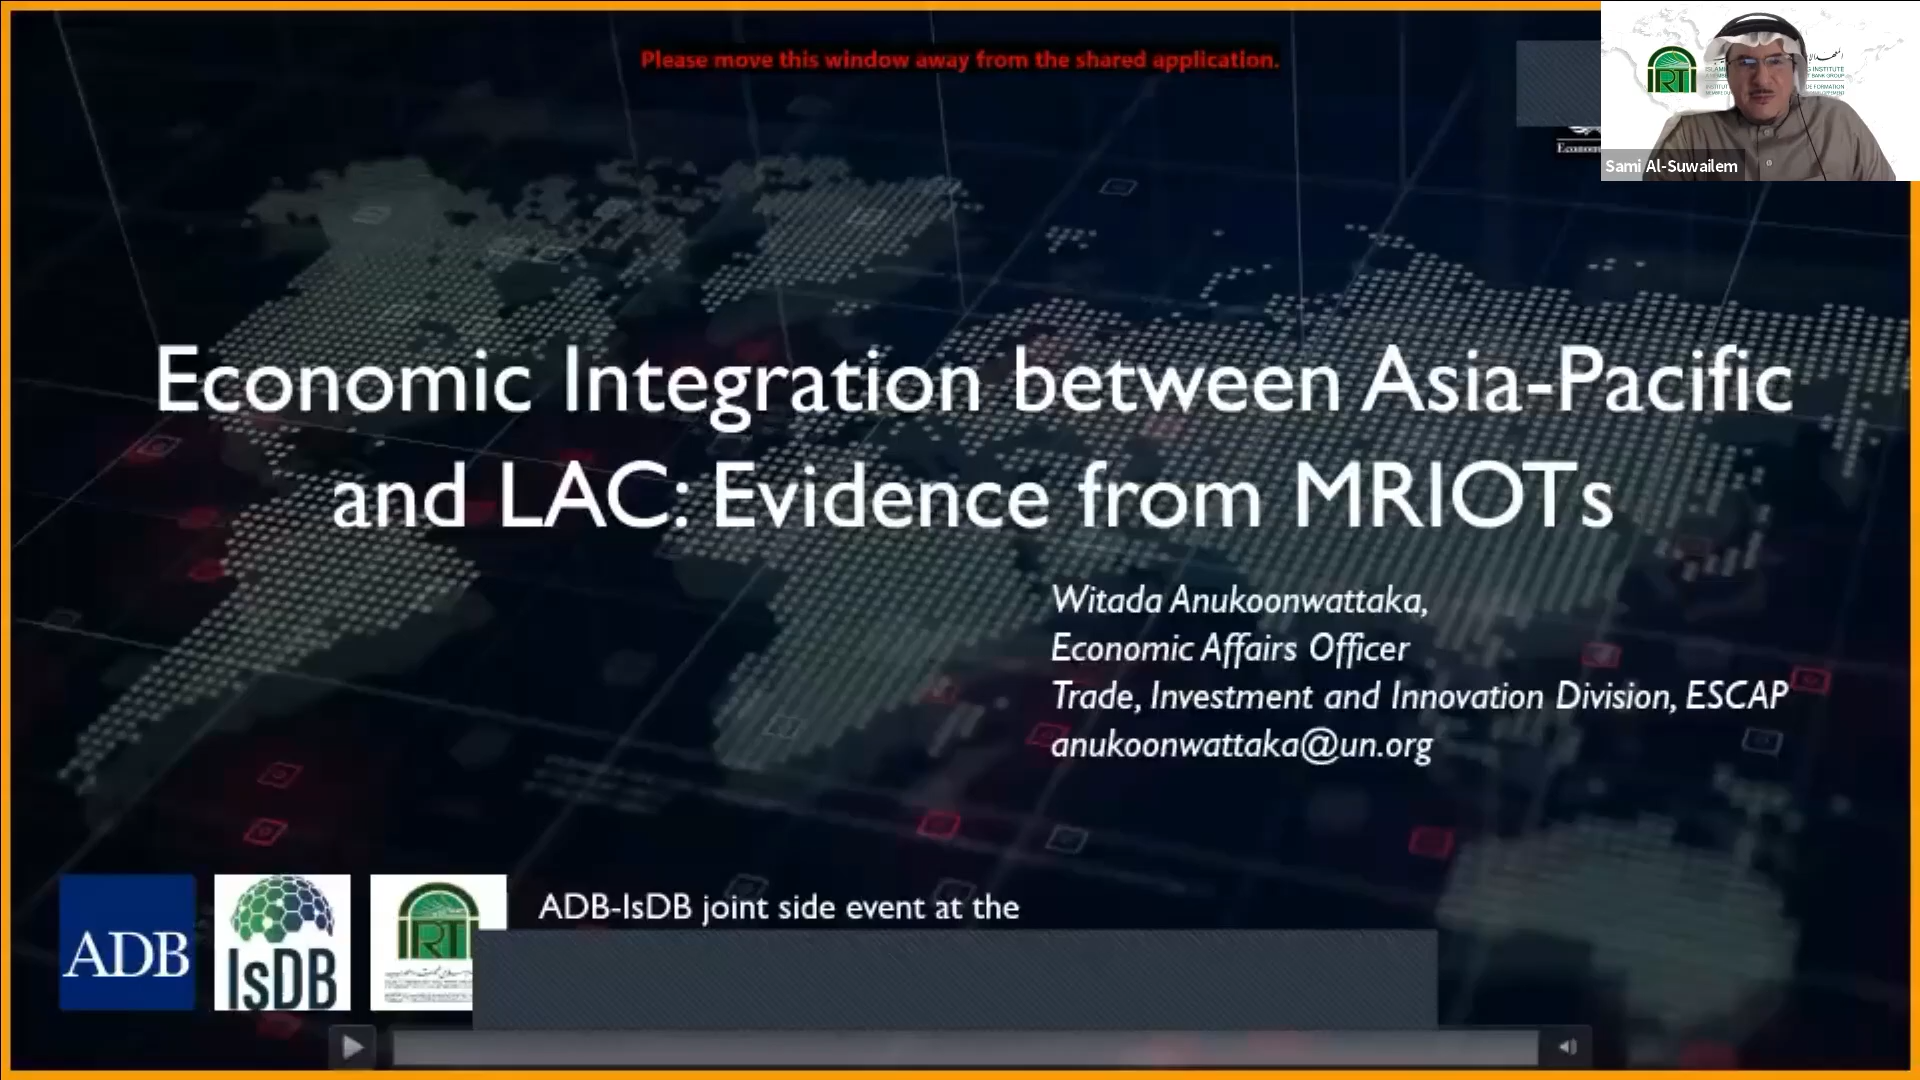 Please move this window away from the shared application.
IRTI
G INSTITUTE
Sami Al-Suwailem
Economic Integration between Asia-Pacific
and LAC: Evidence from MRIOTs
Witada Anukoonwattaka,
Economic Affairs Officer
Trade, Investment and Innovation Division, ESCAP
anukoonwattaka@un.org
ADB
IsDB
IRTI
ADB-IsDB joint side event at the